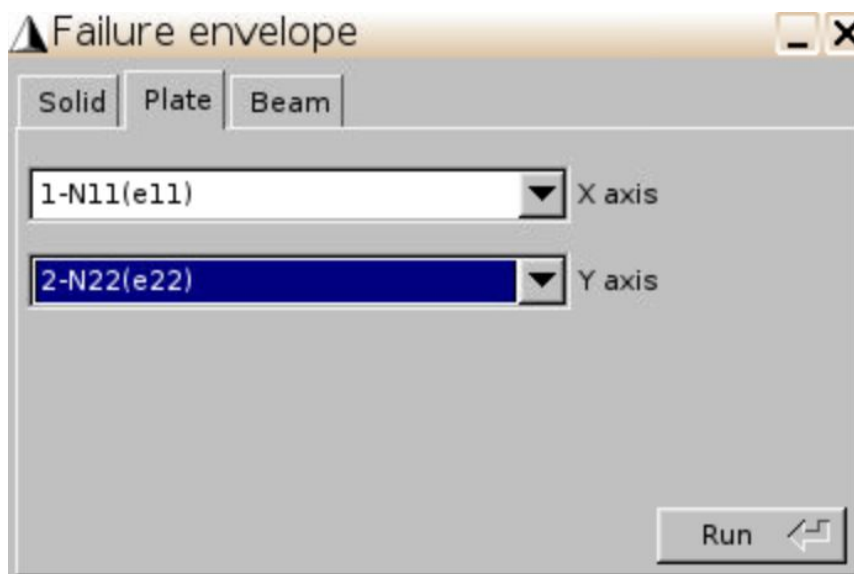 Failure envelope
Solid Plate Beam
1-N11(e11) X axis
2-N22(e22) Y axis
Run